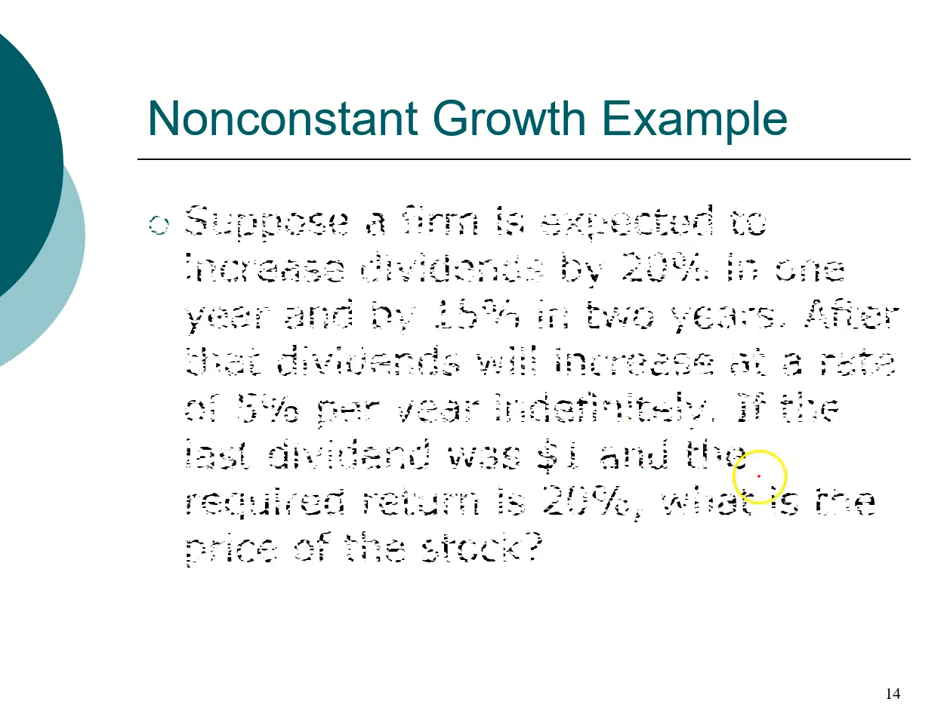 Nonconstant Growth Example
Suppose a firm is expected to
increase dividends by 20% in one
year and by 15% in two years. After
that dividends will increase at a rate
of 5% per year indefinitely. If the
last dividend was $1 and the
required return is 20%, what is the
price of the stock?
14